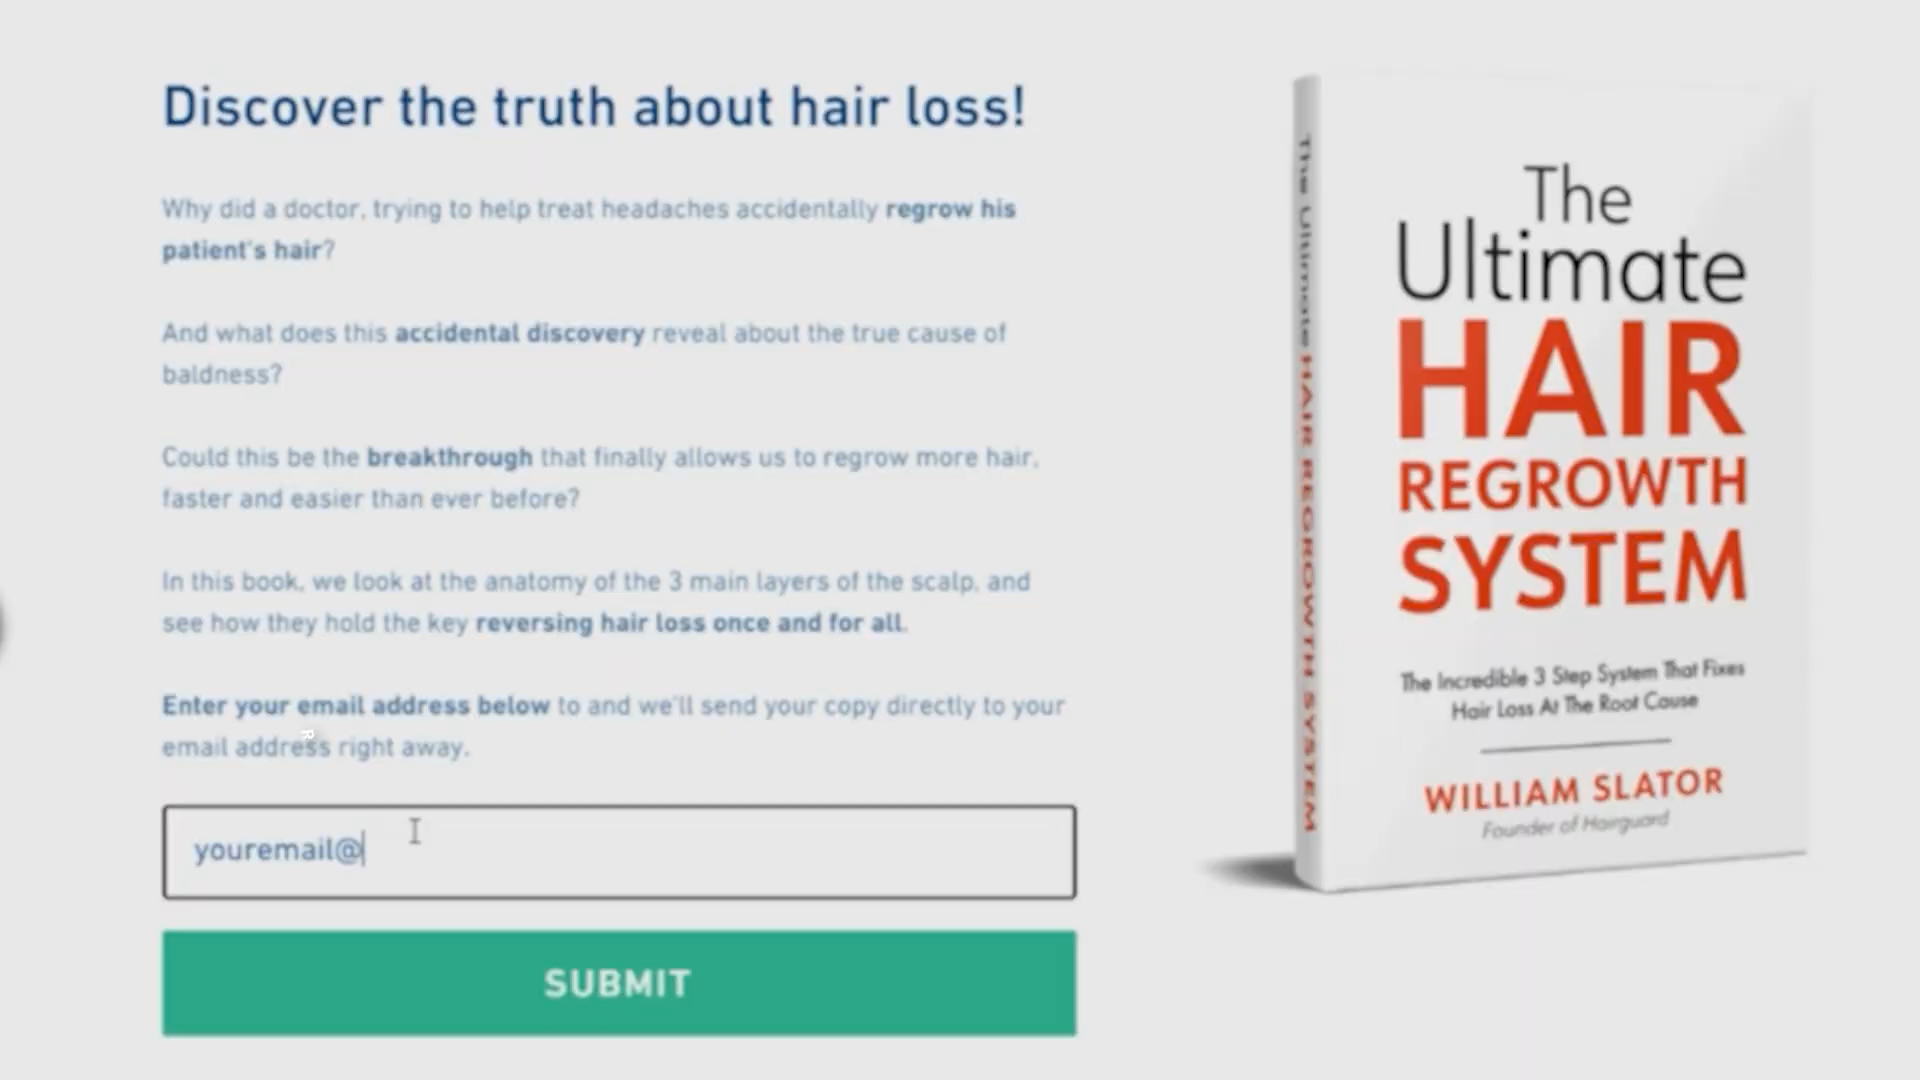 Discover the truth about hair loss!
Why did a doctor, trying to help treat headaches accidentally regrow his
patient's hair?
And what does this accidental discovery reveal about the true cause of
baldness?
Could this be the breakthrough that finally allows us to regrow more hair,
faster and easier than ever before?
In this book, we look at the anatomy of the 3 main layers of the scalp, and
see how they hold the key reversing hair loss once and for all.
Enter your email address below to and we'll send your copy directly to your
email address right away.
R
youremail@
SUBMIT
The Ultimate HAIR REGROWTH SYSTEM
The
Ultimate
HAIR
REGROWTH
SYSTEM
The Incredible 3 Step System That Fixes
Hair Loss At The Root Cause
WILLIAM SLATOR
Founder of Hairguard